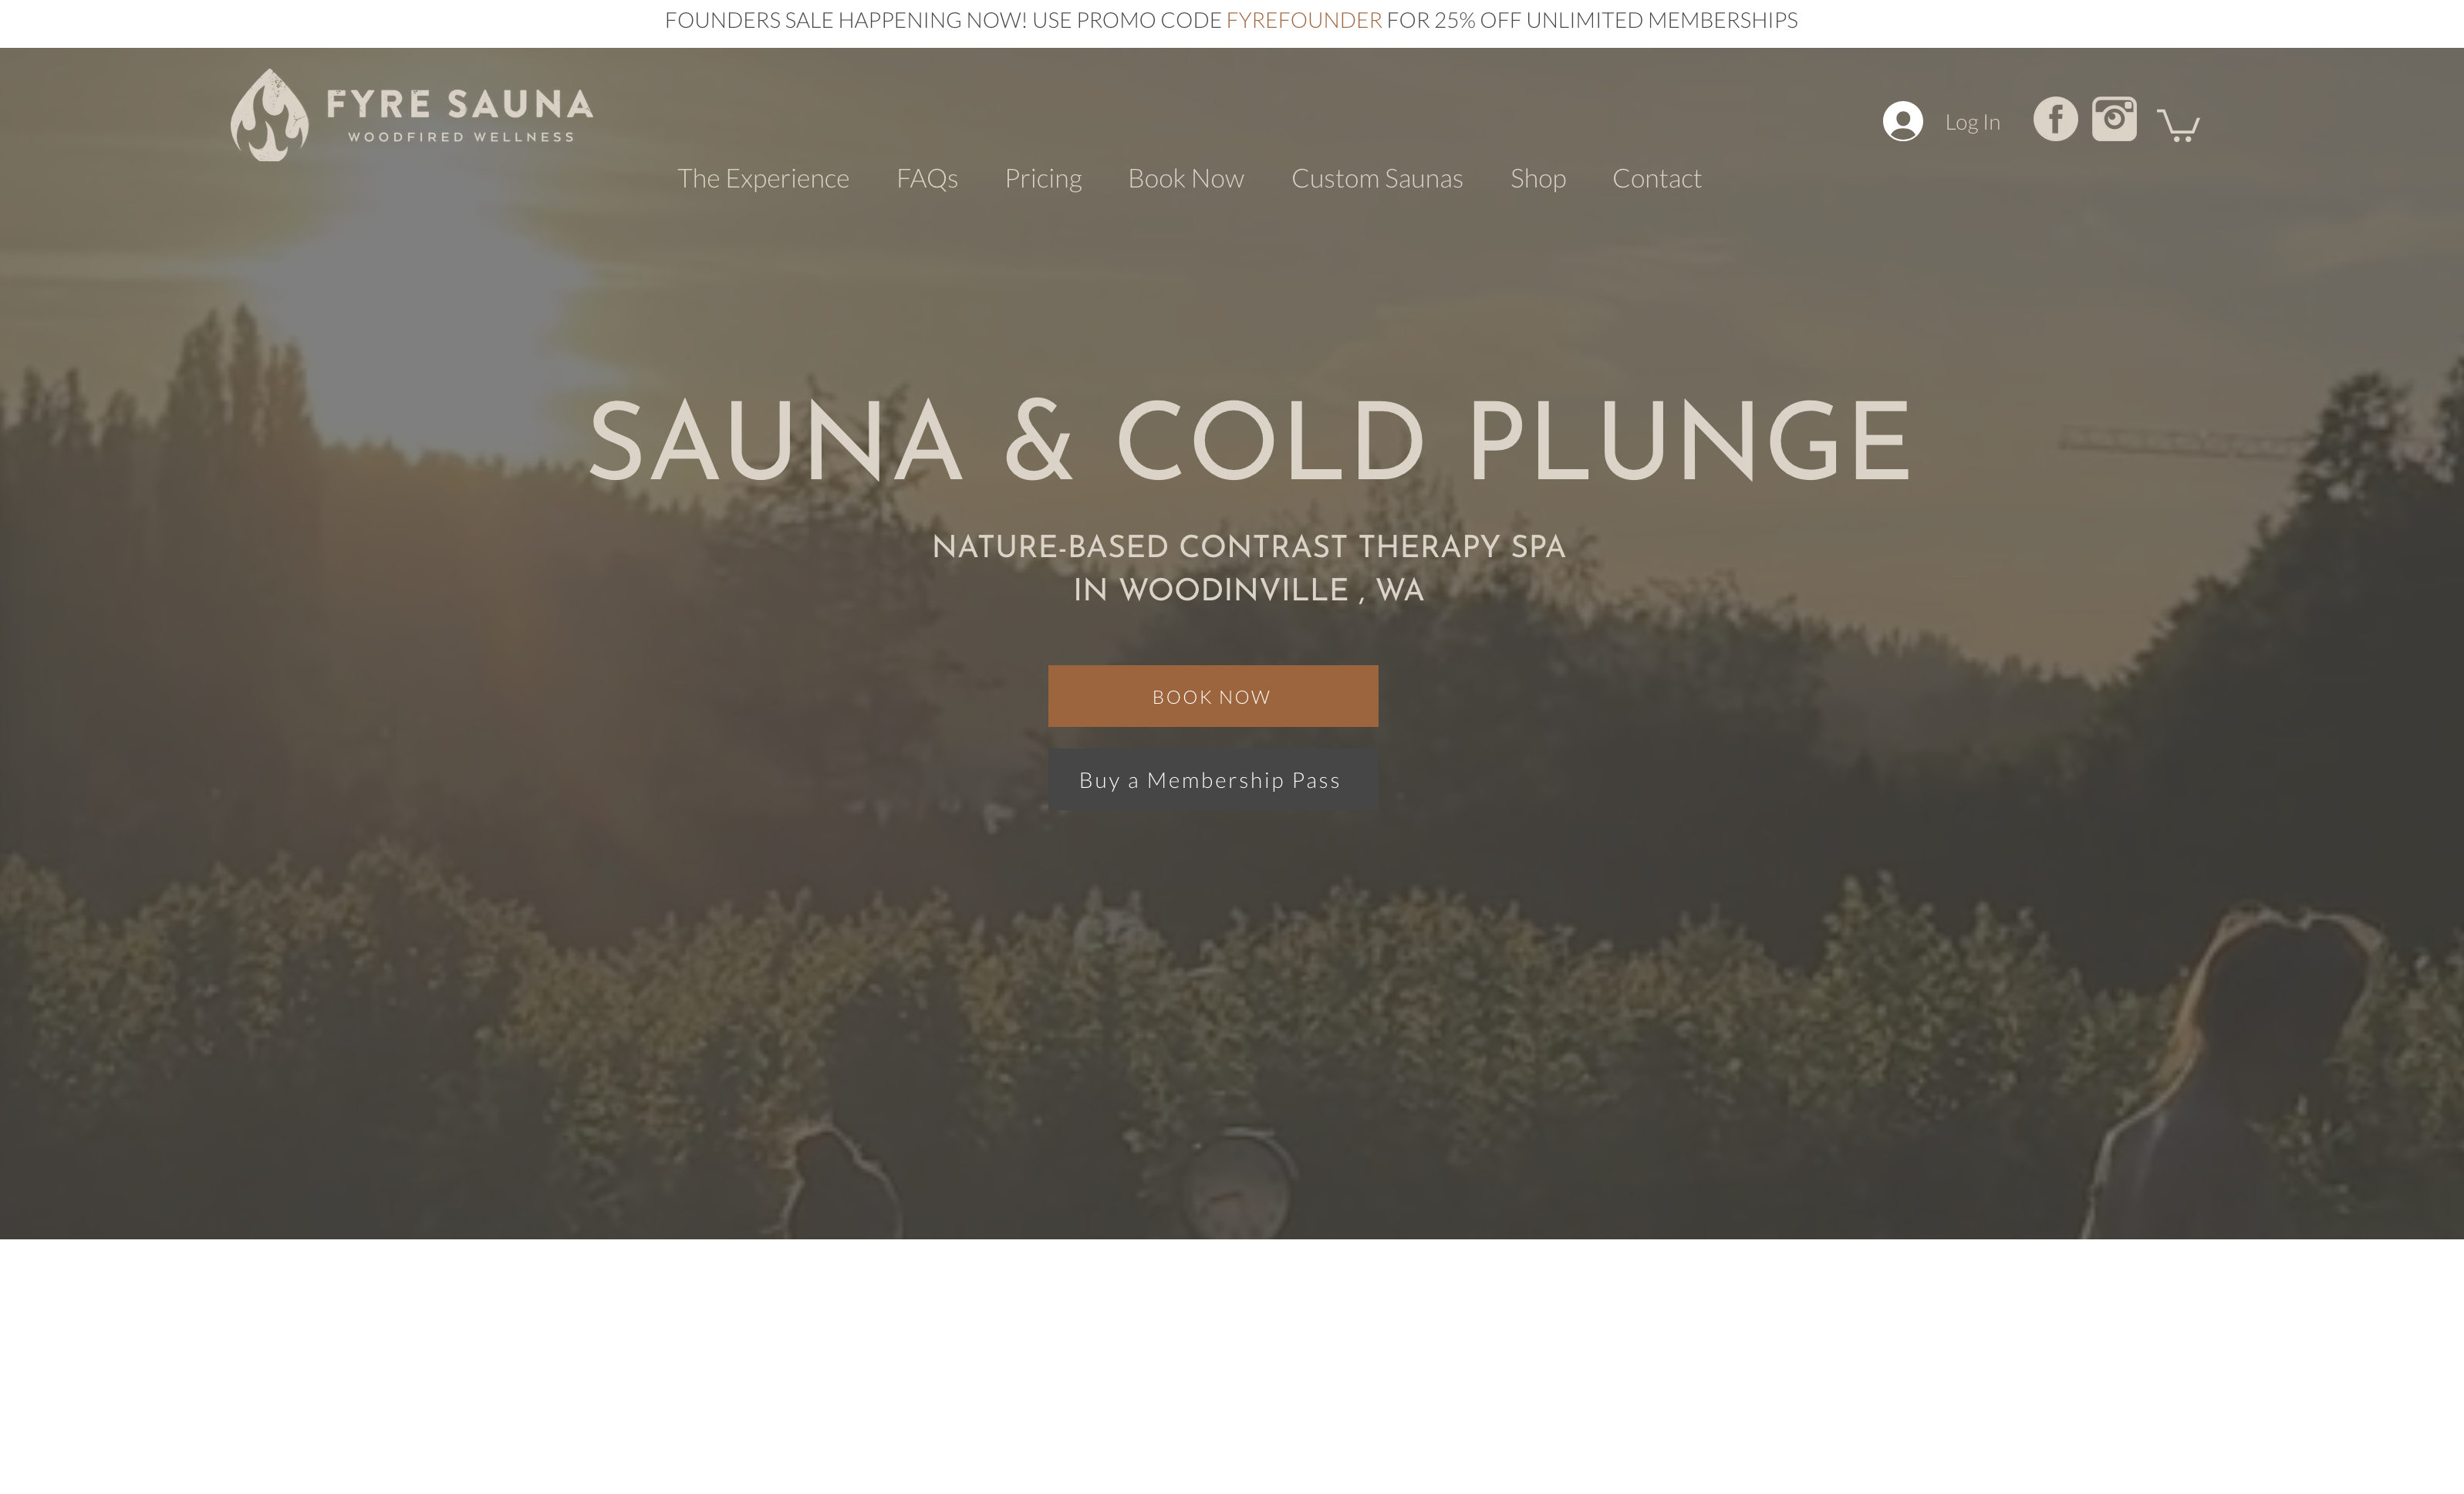 FOUNDERS SALE HAPPENING NOW! USE PROMO CODE FYREFOUNDER FOR 25% OFF UNLIMITED MEMBERSHIPS
FYRE SAUNA
WOODFIRED WELLNESS
Log In
The Experience FAQs Pricing Book Now Custom Saunas Shop Contact
SAUNA & COLD PLUNGE
NATURE-BASED CONTRAST THERAPY SPA
IN WOODINVILLE , WA
BOOK NOW
Buy a Membership Pass